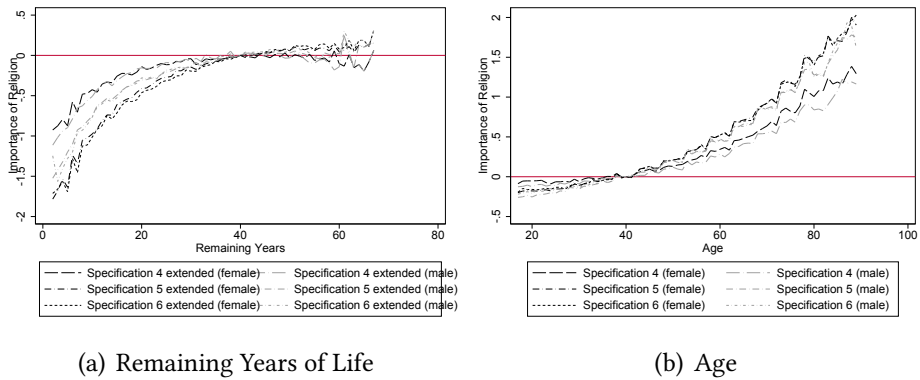 Importance of Religion
.5
0
-.5
-1
-1.5
-2
0 20 40 60 80
Remaining Years
Specification 4 extended (female) Specification 4 extended (male)
Specification 5 extended (female) Specification 5 extended (male)
Specification 6 extended (female) Specification 6 extended (male)
(a) Remaining Years of Life
Importance of Religion
2
1.5
1
.5
0
-.5
20 40 60 80 100
Age
Specification 4 (female) Specification 4 (male)
Specification 5 (female) Specification 5 (male)
Specification 6 (female) Specification 6 (male)
(b) Age